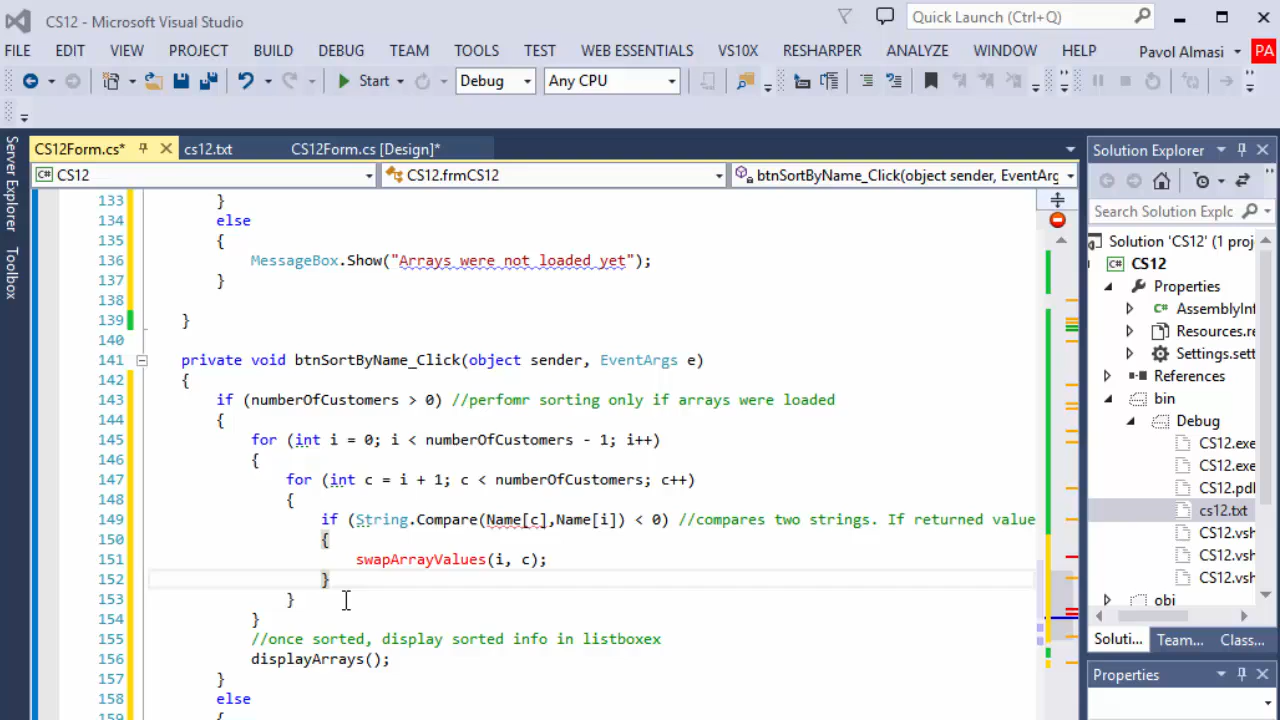 CS12 - Microsoft Visual Studio
Quick Launch (Ctrl+Q)
FILE EDIT VIEW PROJECT BUILD DEBUG TEAM TOOLS TEST WEB ESSENTIALS VS10X RESHARPER ANALYZE WINDOW HELP Pavol Almasi PA
Start Debug Any CPU
Server Explorer
Toolbox
CS12Form.cs* cs12.txt CS12Form.cs [Design]*
CS12 CS12.frmCS12 btnSortByName_Click(object sender, EventArg
133 }
134 else
135 {
136 MessageBox.Show("Arrays were not loaded yet");
137 }
138
139 }
140
141 private void btnSortByName_Click(object sender, EventArgs e)
142 {
143 if (numberOfCustomers > 0) //perfomr sorting only if arrays were loaded
144 {
145 for (int i = 0; i < numberOfCustomers - 1; i++)
146 {
147 for (int c = i + 1; c < numberOfCustomers; c++)
148 {
149 if (String.Compare(Name[c],Name[i]) < 0) //compares two strings. If returned value
150 {
151 swapArrayValues(i, c);
152 }
153 }
154 }
155 //once sorted, display sorted info in listboxex
156 displayArrays();
157 }
158 else
159 {
Solution Explorer
Search Solution Explc
Solution 'CS12' (1 proj
C# CS12
Properties
AssemblyInf
Resources.re
Settings.sett
References
bin
Debug
CS12.exe
CS12.exe
CS12.pdl
cs12.txt
CS12.vsh
CS12.vsh
CS12.vsh
obi
Soluti... Team... Class...
Properties